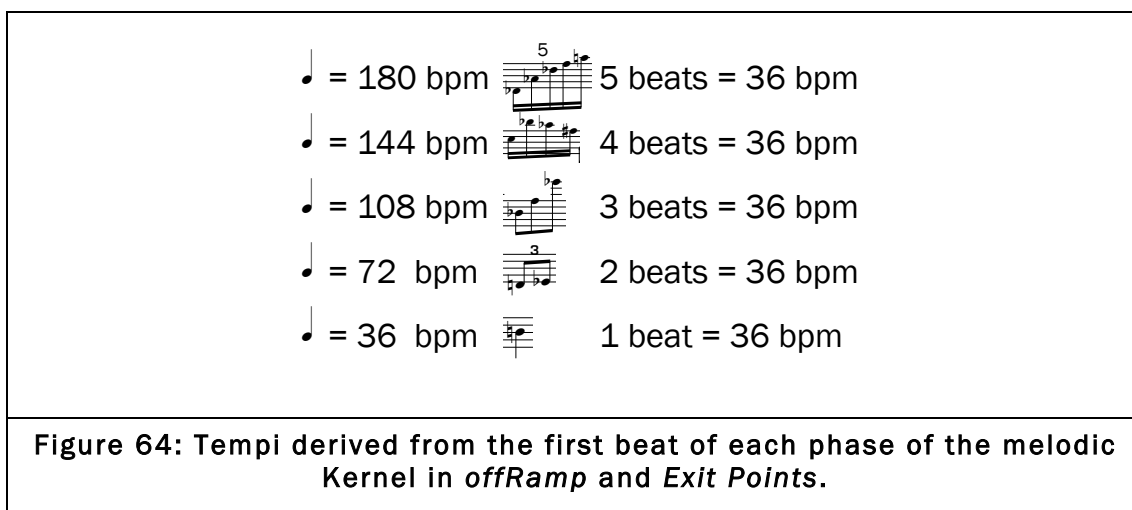 5
♩ = 180 bpm 5 beats = 36 bpm
♩ = 144 bpm 4 beats = 36 bpm
♩ = 108 bpm 3 beats = 36 bpm
3
♩ = 72 bpm 2 beats = 36 bpm
♩ = 36 bpm 1 beat = 36 bpm
Figure 64: Tempi derived from the first beat of each phase of the melodic
Kernel in offRamp and Exit Points.